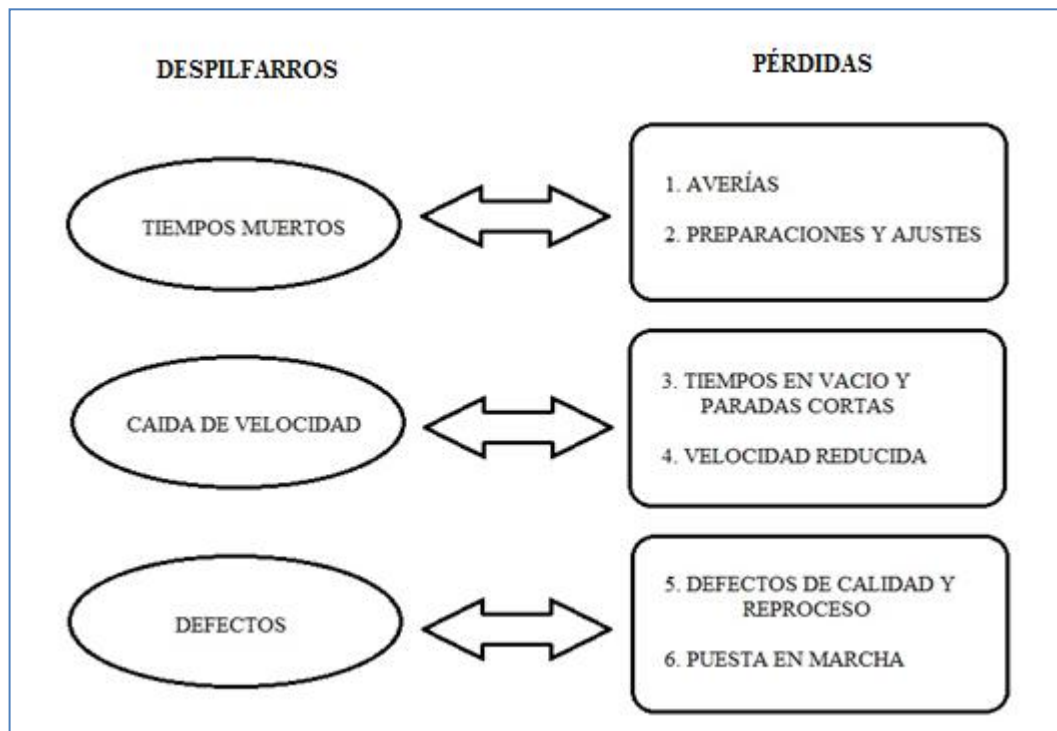 DESPILFARROS
PÉRDIDAS
TIEMPOS MUERTOS
1. AVERÍAS
2. PREPARACIONES Y AJUSTES
CAIDA DE VELOCIDAD
3. TIEMPOS EN VACIO Y
PARADAS CORTAS
4. VELOCIDAD REDUCIDA
DEFECTOS
5. DEFECTOS DE CALIDAD Y
REPROCESO
6. PUESTA EN MARCHA